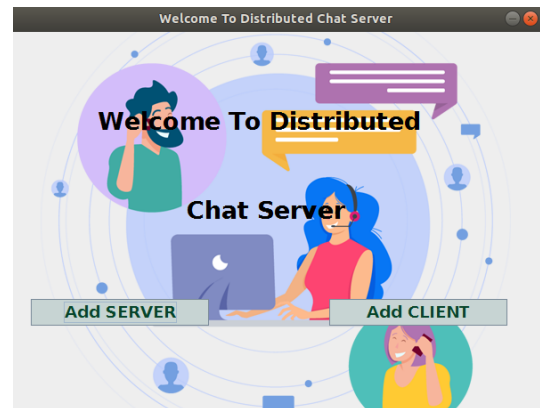 Welcome To Distributed Chat Server
Welcome To Distributed
Chat Server
Add SERVER
Add CLIENT